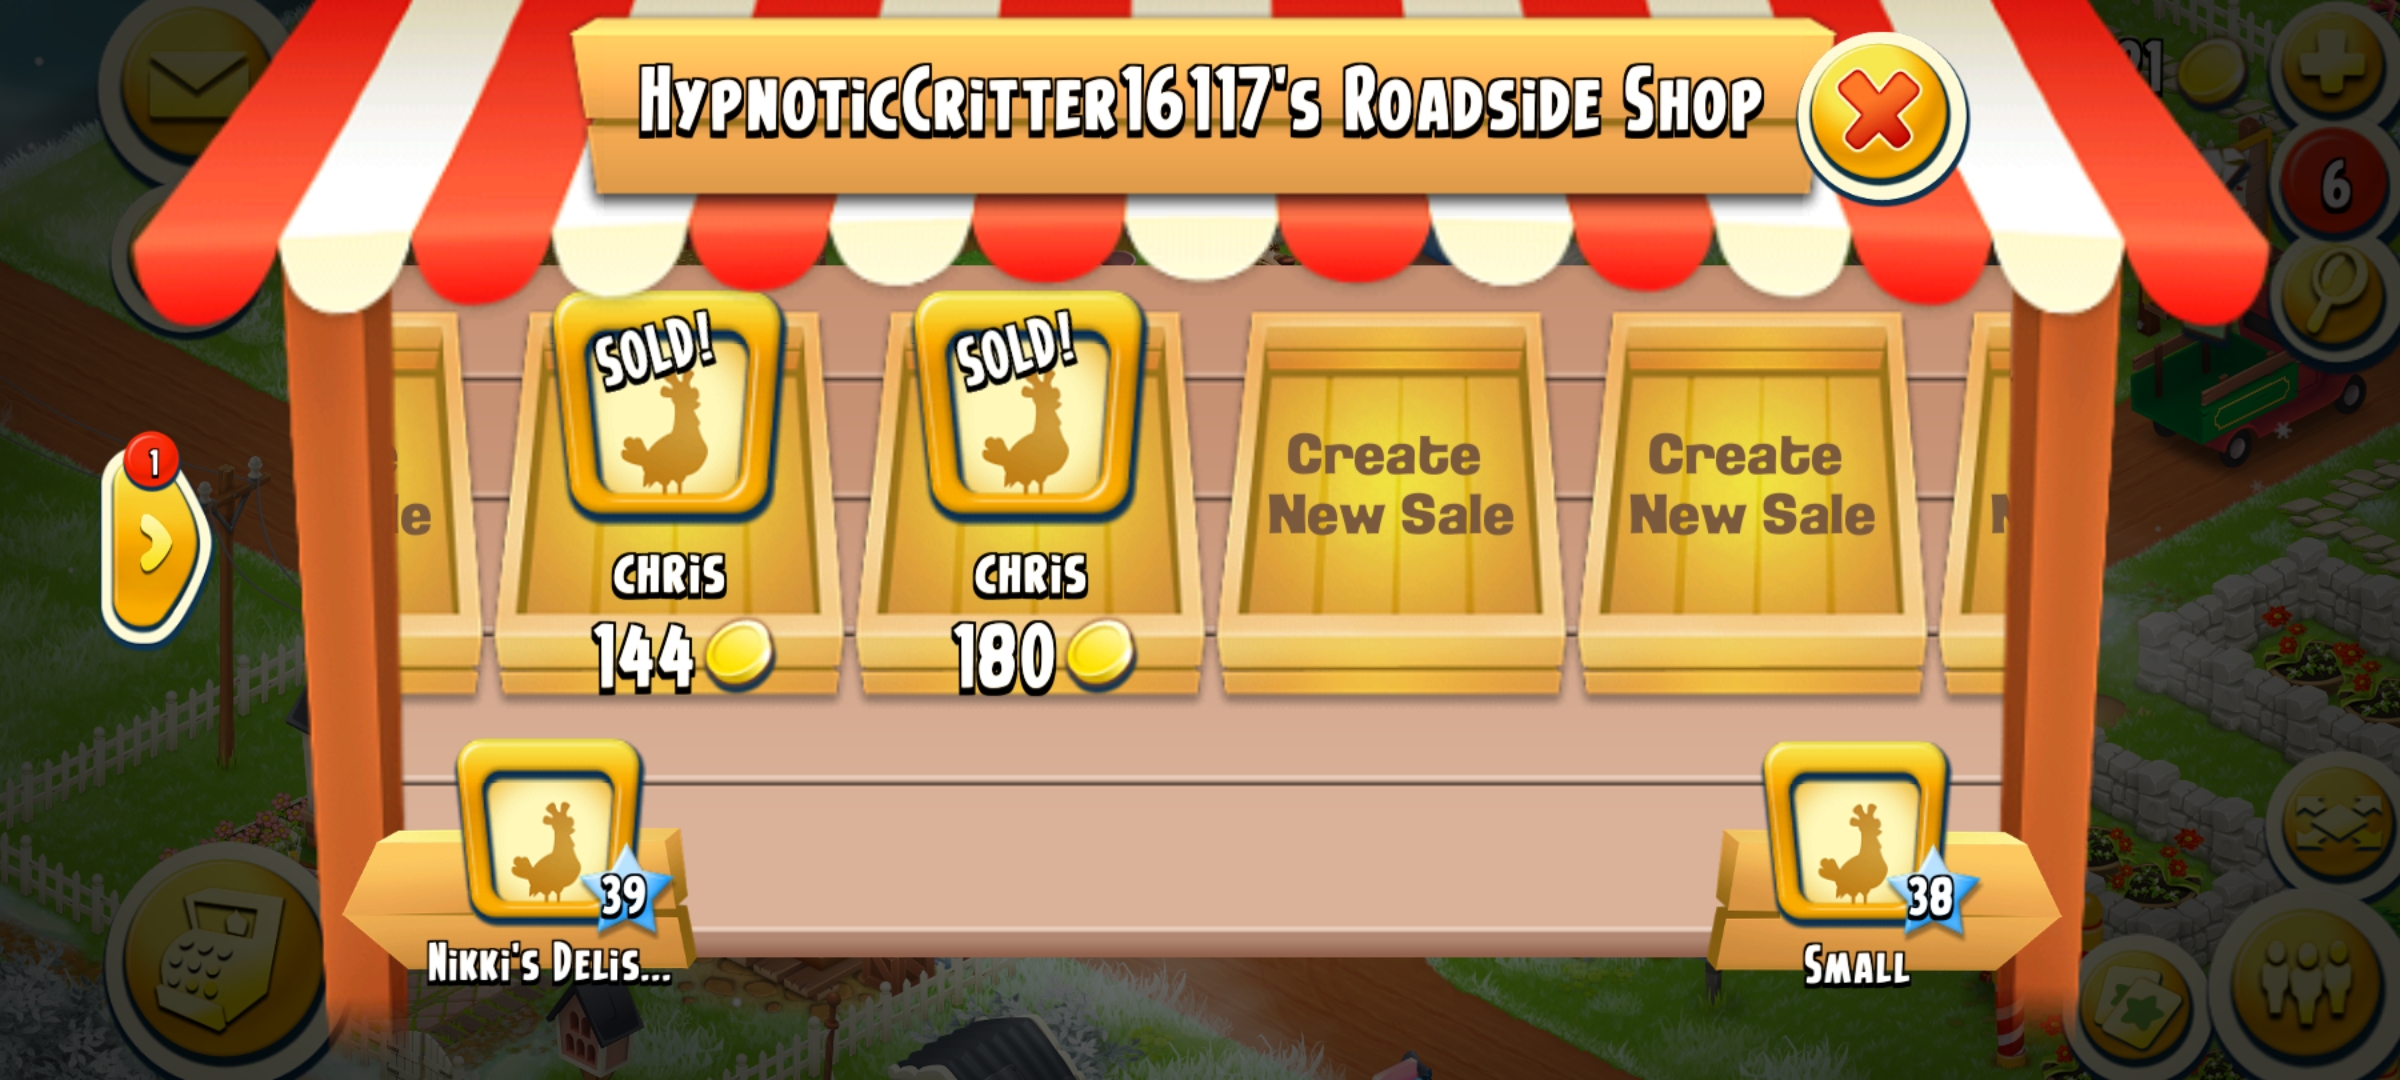 HYPNOTiCCRiTTER16117'S ROADSiDE SHOP
6
1
SOLD!
CHRiS
144
SOLD!
CHRiS
180
Create
New Sale
Create
New Sale
le
39
NiKKi'S DELiS...
38
SMALL